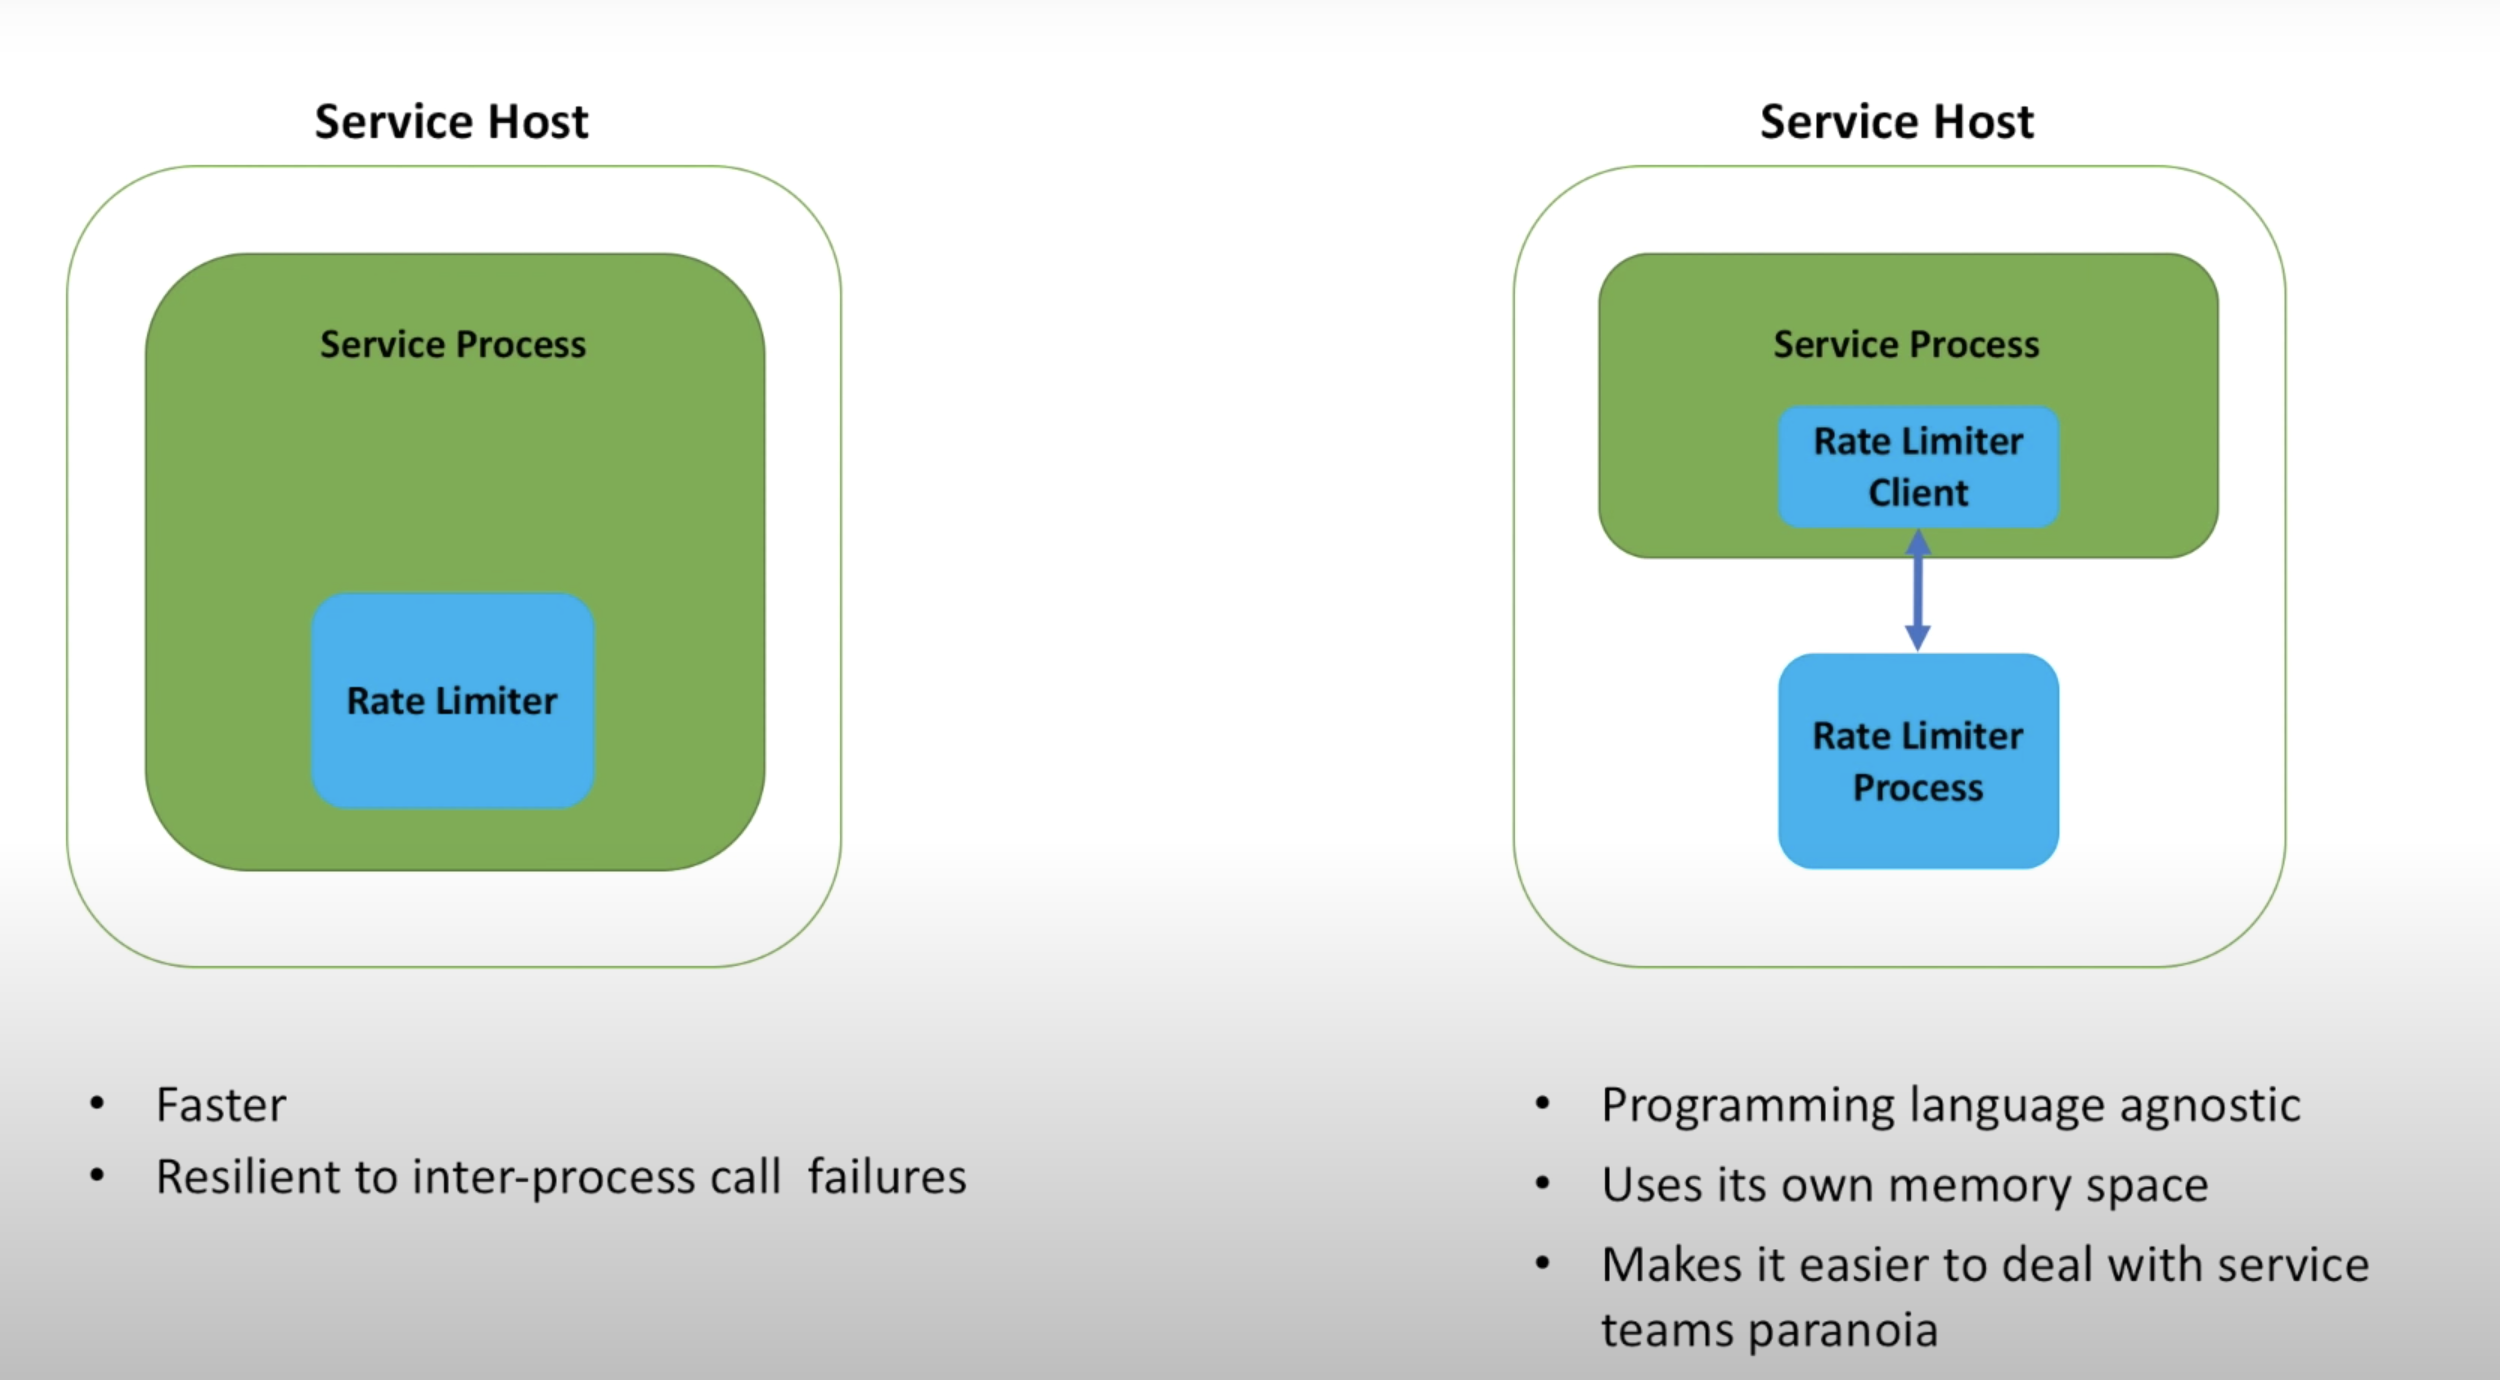 Service Host
Service Process
Rate Limiter
• Faster
• Resilient to inter-process call failures
Service Host
Service Process
Rate Limiter
Client
Rate Limiter
Process
• Programming language agnostic
• Uses its own memory space
• Makes it easier to deal with service
teams paranoia